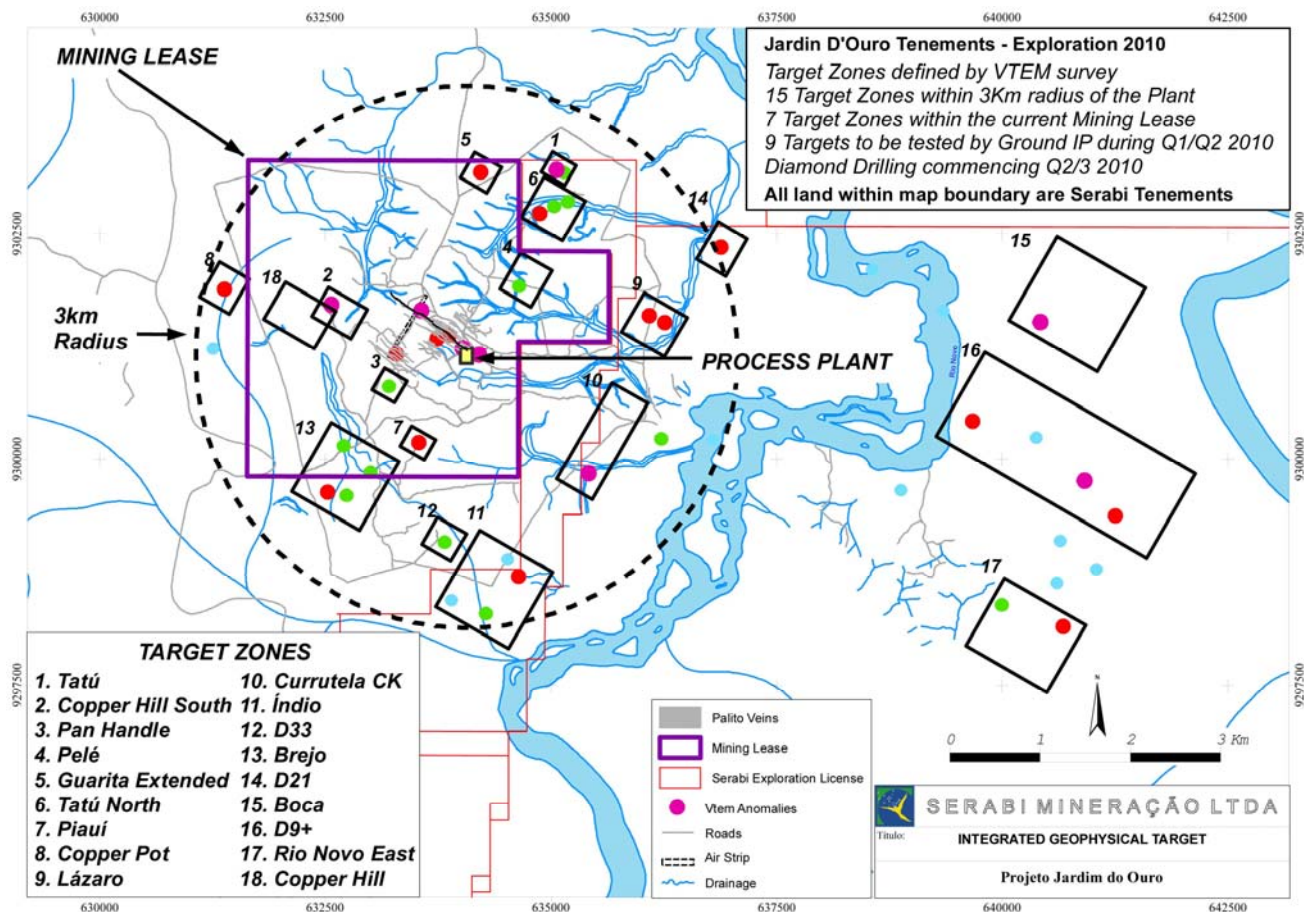 630000 632500 635000 637500 640000 642500
MINING LEASE
Jardin D'Ouro Tenements - Exploration 2010
Target Zones defined by VTEM survey
15 Target Zones within 3Km radius of the Plant
7 Target Zones within the current Mining Lease
9 Targets to be tested by Ground IP during Q1/Q2 2010
Diamond Drilling commencing Q2/3 2010
All land within map boundary are Serabi Tenements
5
1
6
14
9302500
9302500
15
4
8
18
2
9
3km
Radius
16
Rio Novo
PROCESS PLANT
3
10
13
7
9300000
9300000
12
11
17
TARGET ZONES
1. Tatú
2. Copper Hill South
3. Pan Handle
4. Pelé
5. Guarita Extended
6. Tatú North
7. Piauí
8. Copper Pot
9. Lázaro
10. Currutela CK
11. Índio
12. D33
13. Brejo
14. D21
15. Boca
16. D9+
17. Rio Novo East
18. Copper Hill
9297500
9297500
Palito Veins
Mining Lease
Serabi Exploration License
Vtem Anomalies
Roads
Air Strip
Drainage
N
0 1 2 3 Km
SERABI MINERAÇÃO LTDA
Título:
INTEGRATED GEOPHYSICAL TARGET
Projeto Jardim do Ouro
630000 632500 635000 637500 640000 642500